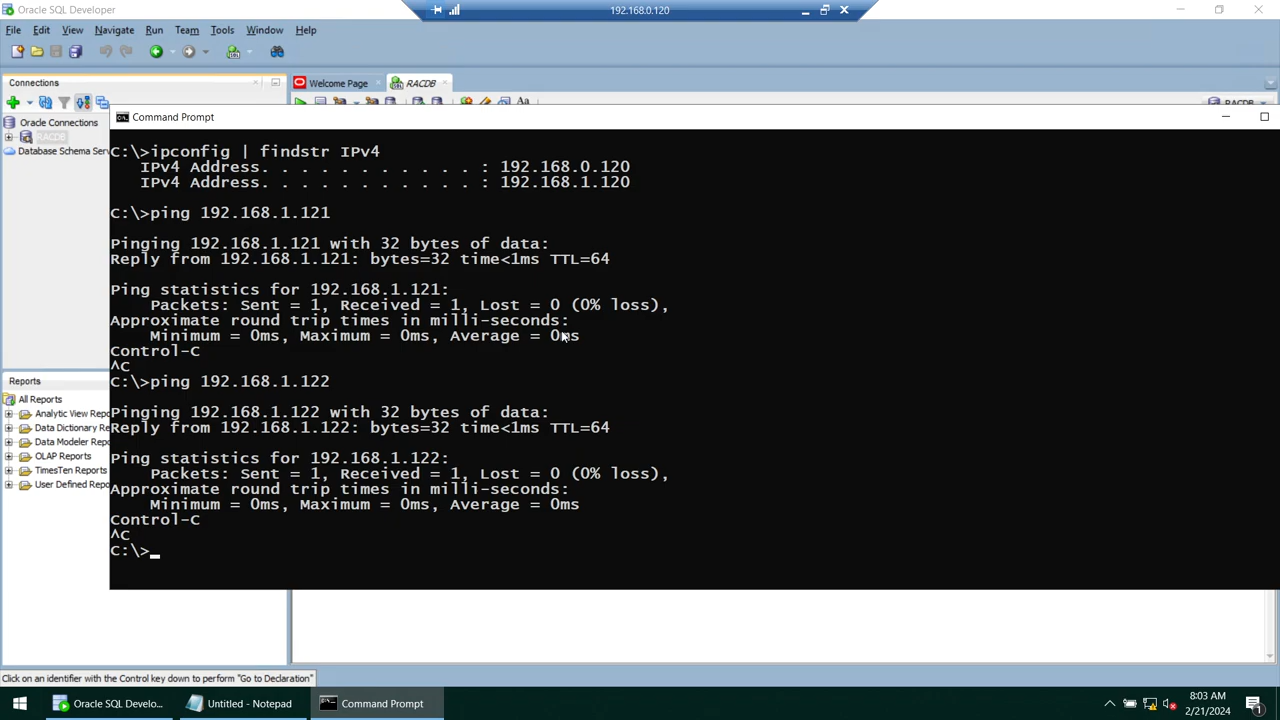 Oracle SQL Developer
192.168.0.120
File Edit View Navigate Run Team Tools Window Help
Connections
Welcome Page
RACDB
Aa
RACDB
Oracle Connections
RACDB
Database Schema Serv
Command Prompt
C:\>ipconfig | findstr IPv4
IPv4 Address. . . . . . . . . . . : 192.168.0.120
IPv4 Address. . . . . . . . . . . : 192.168.1.120
C:\>ping 192.168.1.121
Pinging 192.168.1.121 with 32 bytes of data:
Reply from 192.168.1.121: bytes=32 time<1ms TTL=64
Ping statistics for 192.168.1.121:
Packets: Sent = 1, Received = 1, Lost = 0 (0% loss),
Approximate round trip times in milli-seconds:
Minimum = 0ms, Maximum = 0ms, Average = 0ms
Control-C
^C
C:\>ping 192.168.1.122
Pinging 192.168.1.122 with 32 bytes of data:
Reply from 192.168.1.122: bytes=32 time<1ms TTL=64
Ping statistics for 192.168.1.122:
Packets: Sent = 1, Received = 1, Lost = 0 (0% loss),
Approximate round trip times in milli-seconds:
Minimum = 0ms, Maximum = 0ms, Average = 0ms
Control-C
^C
C:\>
Reports
All Reports
Analytic View Repo
Data Dictionary Re
Data Modeler Repo
OLAP Reports
TimesTen Reports
User Defined Repo
Click on an identifier with the Control key down to perform "Go to Declaration"
Oracle SQL Develo...
Untitled - Notepad
Command Prompt
8:03 AM
2/21/2024
1